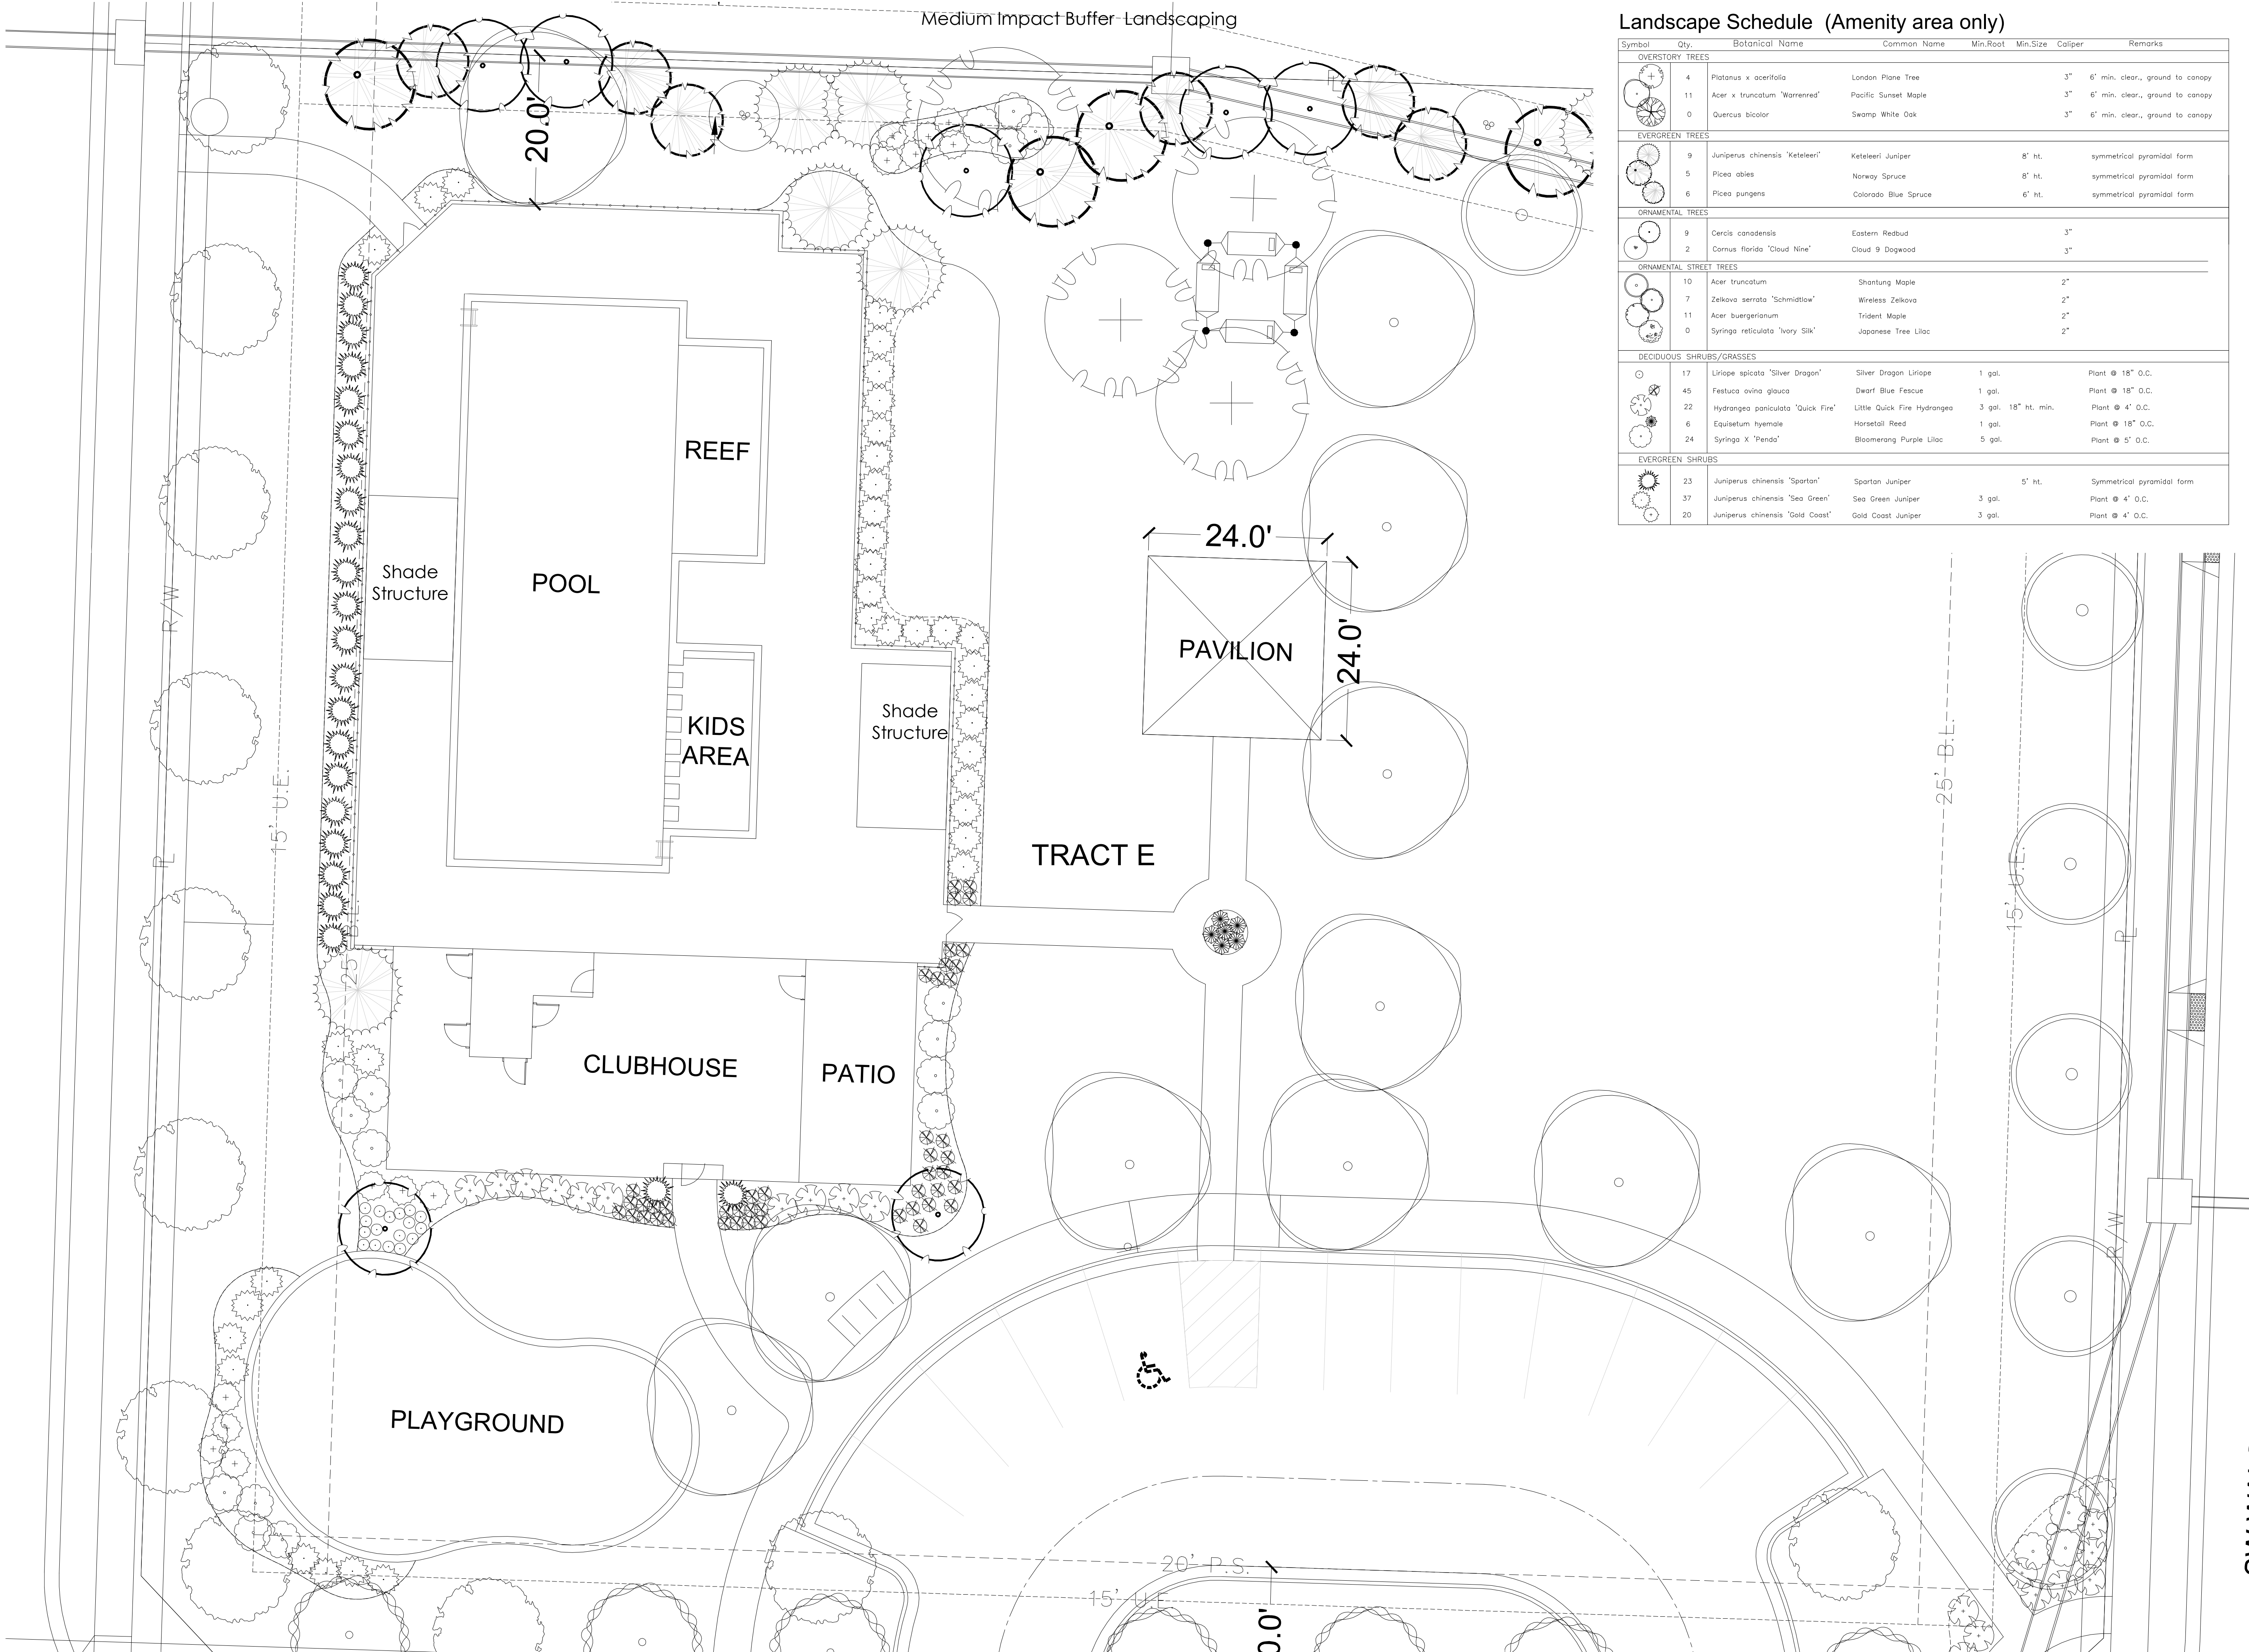 Medium Impact Buffer Landscaping
Landscape Schedule (Amenity area only)
Symbol Qty. Botanical Name Common Name Min.Root Min.Size Caliper Remarks
OVERSTORY TREES
4 Platanus x acerifolia London Plane Tree 3" 6' min. clear., ground to canopy
11 Acer x truncatum 'Warrenred' Pacific Sunset Maple 3" 6' min. clear., ground to canopy
0 Quercus bicolor Swamp White Oak 3" 6' min. clear., ground to canopy
EVERGREEN TREES
9 Juniperus chinensis 'Keteleeri' Keteleeri Juniper 8' ht. symmetrical pyramidal form
5 Picea abies Norway Spruce 8' ht. symmetrical pyramidal form
6 Picea pungens Colorado Blue Spruce 6' ht. symmetrical pyramidal form
ORNAMENTAL TREES
9 Cercis canadensis Eastern Redbud 3"
2 Cornus florida 'Cloud Nine' Cloud 9 Dogwood 3"
ORNAMENTAL STREET TREES
10 Acer truncatum Shantung Maple 2"
7 Zelkova serrata 'Schmidtlow' Wireless Zelkova 2"
11 Acer buergerianum Trident Maple 2"
0 Syringa reticulata 'Ivory Silk' Japanese Tree Lilac 2"
DECIDUOUS SHRUBS/GRASSES
17 Liriope spicata 'Silver Dragon' Silver Dragon Liriope 1 gal. Plant @ 18" O.C.
45 Festuca ovina glauca Dwarf Blue Fescue 1 gal. Plant @ 18" O.C.
22 Hydrangea paniculata 'Quick Fire' Little Quick Fire Hydrangea 3 gal. 18" ht. min. Plant @ 4' O.C.
6 Equisetum hyemale Horsetail Reed 1 gal. Plant @ 18" O.C.
24 Syringa X 'Penda' Bloomerang Purple Lilac 5 gal. Plant @ 5' O.C.
EVERGREEN SHRUBS
23 Juniperus chinensis 'Spartan' Spartan Juniper 5' ht. Symmetrical pyramidal form
37 Juniperus chinensis 'Sea Green' Sea Green Juniper 3 gal. Plant @ 4' O.C.
20 Juniperus chinensis 'Gold Coast' Gold Coast Juniper 3 gal. Plant @ 4' O.C.
20.0'
REEF
24.0'
Shade
Structure
POOL
R/W
PAVILION
24.0'
KIDS
AREA
Shade
Structure
25' B.L.
15' U.E.
TRACT E
15' U.E.
CLUBHOUSE
PATIO
R/W
PLAYGROUND
20' P.S.
15' U.E.